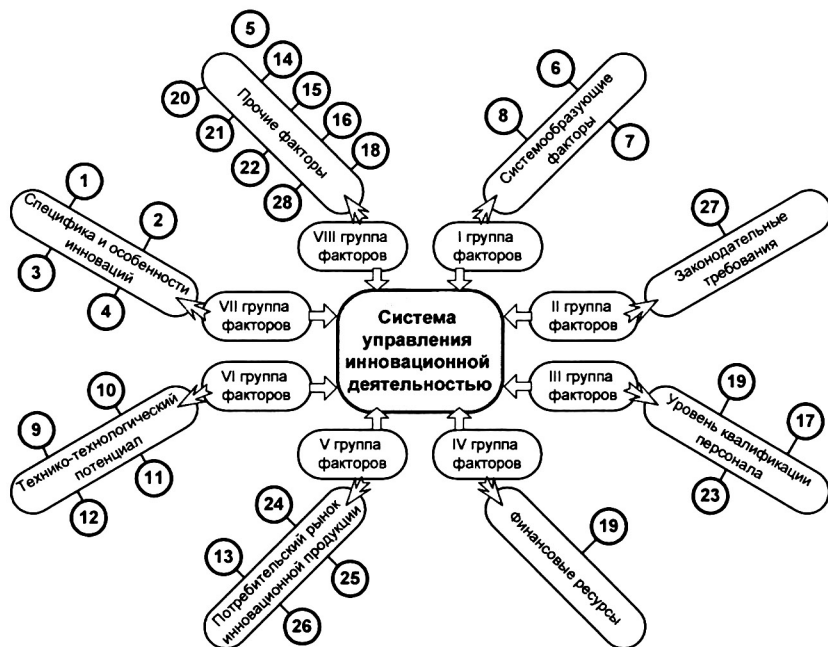 5
14
15
16
18
20
21
22
28
Прочие факторы
VIII группа
факторов
6
8
7
Системообразующие
факторы
I группа
факторов
27
Законодательные
требования
II группа
факторов
19
17
23
Уровень квалификации
персонала
III группа
факторов
19
Финансовые ресурсы
IV группа
факторов
24
13
25
26
Потребительский рынок
инновационной продукции
V группа
факторов
10
9
11
12
Технико-технологический
потенциал
VI группа
факторов
1
2
3
4
Специфика и особенности
инноваций
VII группа
факторов
Система
управления
инновационной
деятельностью